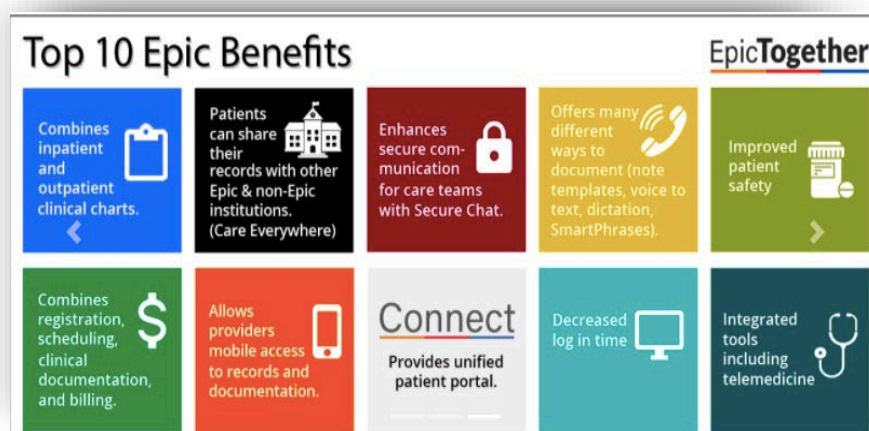 Top 10 Epic Benefits
EpicTogether
Combines
inpatient
and
outpatient
clinical charts.
Patients
can share
their
records with other
Epic & non-Epic
institutions.
(Care Everywhere)
Enhances
secure com-
munication
for care teams
with Secure Chat.
Offers many
different
ways to
document (note
templates, voice to
text, dictation,
SmartPhrases).
Improved
patient
safety
Combines
registration,
scheduling,
clinical
documentation,
and billing.
Allows
providers
mobile access
to records and
documentation.
Connect
Provides unified
patient portal.
Decreased
log in time
Integrated
tools
including
telemedicine